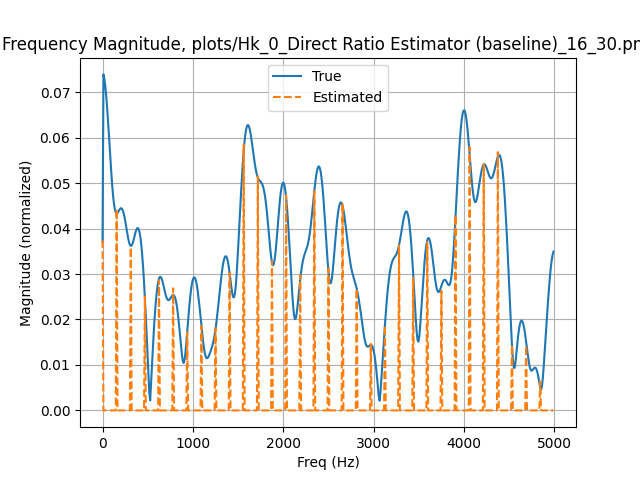 Frequency Magnitude, plots/Hk_0_Direct Ratio Estimator (baseline)_16_30.pr
True
Estimated
Magnitude (normalized)
0.07
0.06
0.05
0.04
0.03
0.02
0.01
0.00
0 1000 2000 3000 4000 5000
Freq (Hz)